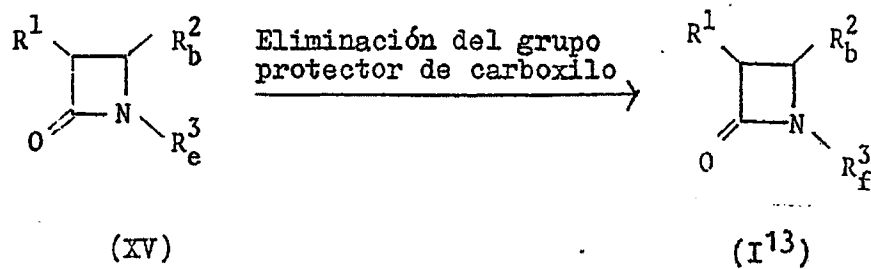 R¹ R²b Eliminación del grupo R¹ R²b
protector de carboxilo
O N R³e O N R³f
(XV) (I¹³)